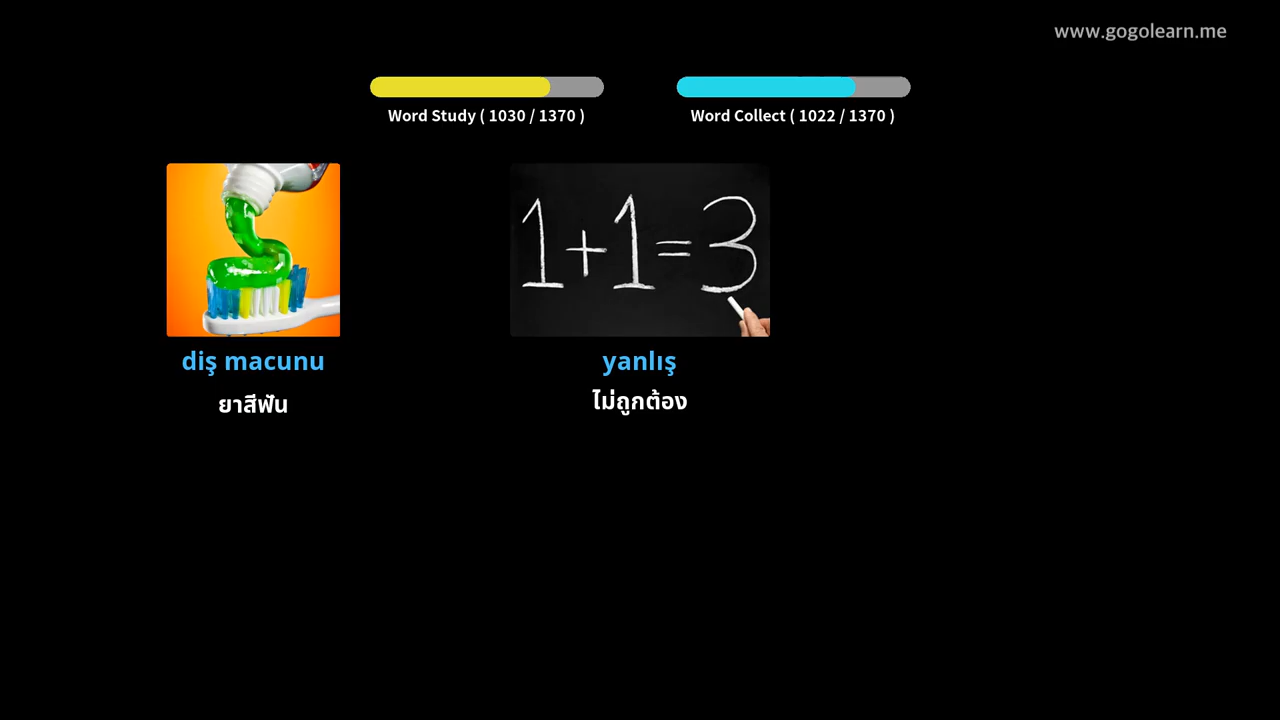 www.gogolearn.me
Word Study ( 1030 / 1370 )
Word Collect ( 1022 / 1370 )
1+1=3
diş macunu
yanlış
ยาสีฟัน
ไม่ถูกต้อง